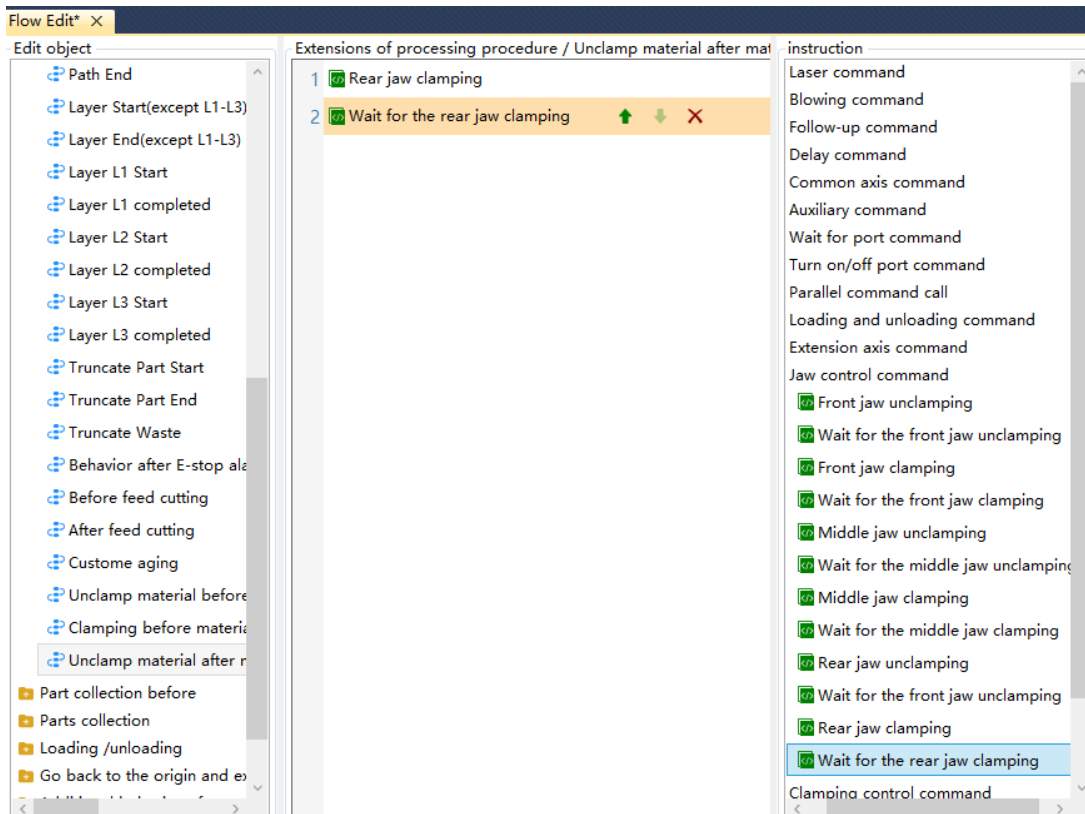 Flow Edit*
Edit object
Path End
Layer Start(except L1-L3)
Layer End(except L1-L3)
Layer L1 Start
Layer L1 completed
Layer L2 Start
Layer L2 completed
Layer L3 Start
Layer L3 completed
Truncate Part Start
Truncate Part End
Truncate Waste
Behavior after E-stop ala
Before feed cutting
After feed cutting
Custome aging
Unclamp material before
Clamping before materia
Unclamp material after
Part collection before
Parts collection
Loading /unloading
Go back to the origin and ex
Extensions of processing procedure / Unclamp material after mat
1 Rear jaw clamping
2 Wait for the rear jaw clamping
instruction
Laser command
Blowing command
Follow-up command
Delay command
Common axis command
Auxiliary command
Wait for port command
Turn on/off port command
Parallel command call
Loading and unloading command
Extension axis command
Jaw control command
Front jaw unclamping
Wait for the front jaw unclamping
Front jaw clamping
Wait for the front jaw clamping
Middle jaw unclamping
Wait for the middle jaw unclamping
Middle jaw clamping
Wait for the middle jaw clamping
Rear jaw unclamping
Wait for the front jaw unclamping
Rear jaw clamping
Wait for the rear jaw clamping
Clamping control command